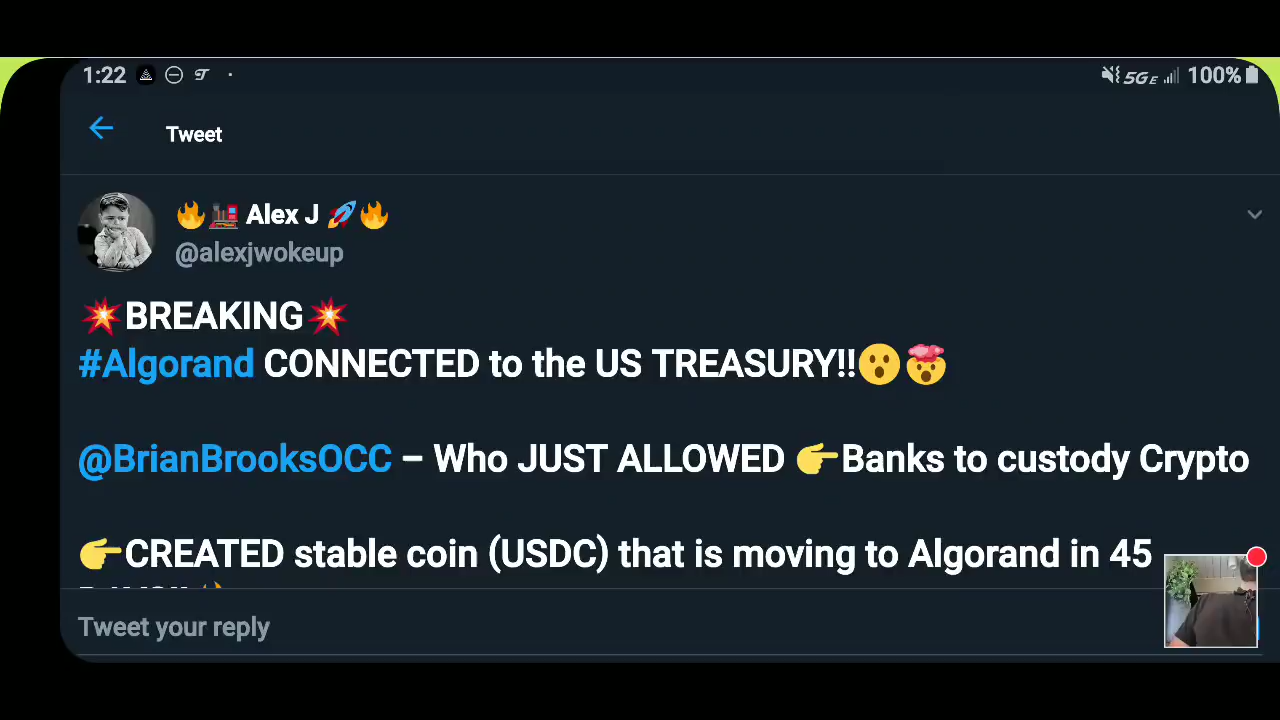 1:22
5GE 100%
Tweet
🔥🚂 Alex J 🚀🔥
@alexjwokeup
💥BREAKING💥
#Algorand CONNECTED to the US TREASURY!!😮🤯
@BrianBrooksOCC – Who JUST ALLOWED 👉Banks to custody Crypto
👉CREATED stable coin (USDC) that is moving to Algorand in 45
Tweet your reply